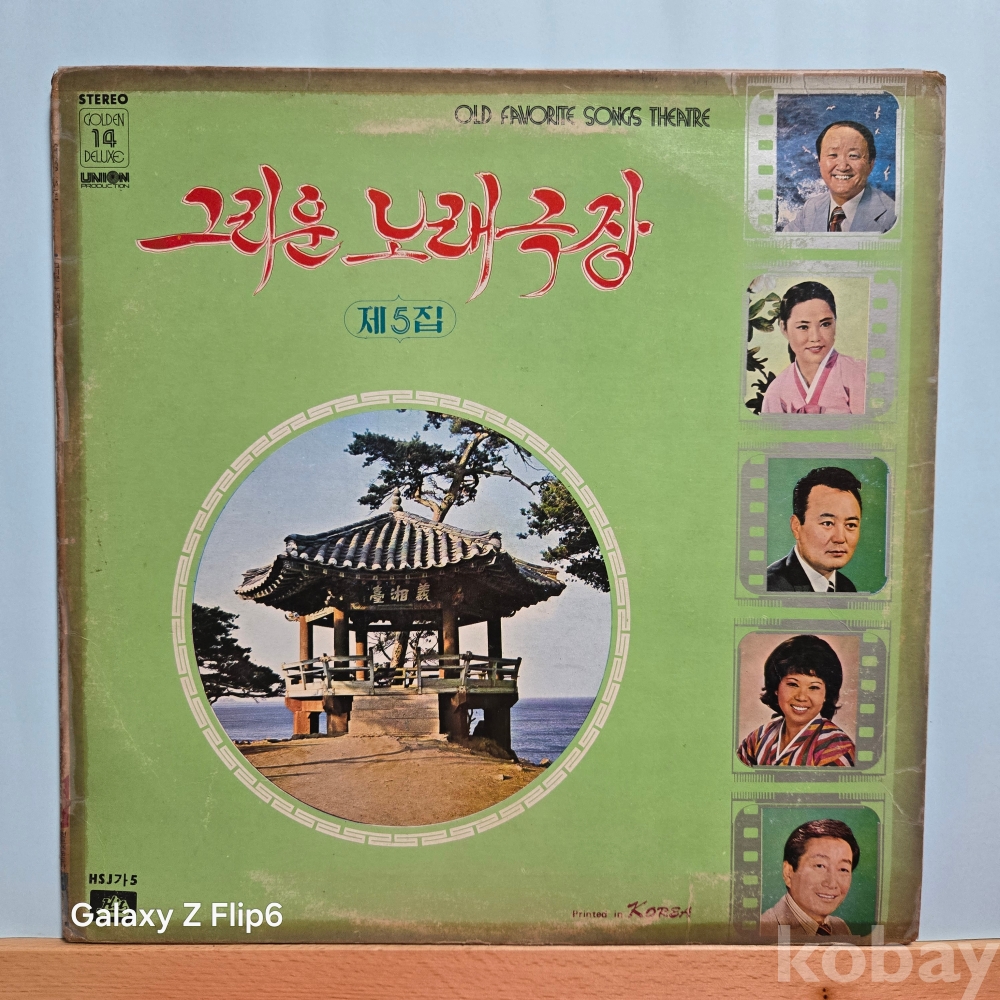 STEREO
GOLDEN
14
DELUXE
UNION
PRODUCTION
OLD FAVORITE SONGS THEATRE
그리운 노래극장
제5집
臺湘義
HSJ가5
Printed in KOREA
Galaxy Z Flip6
kobay